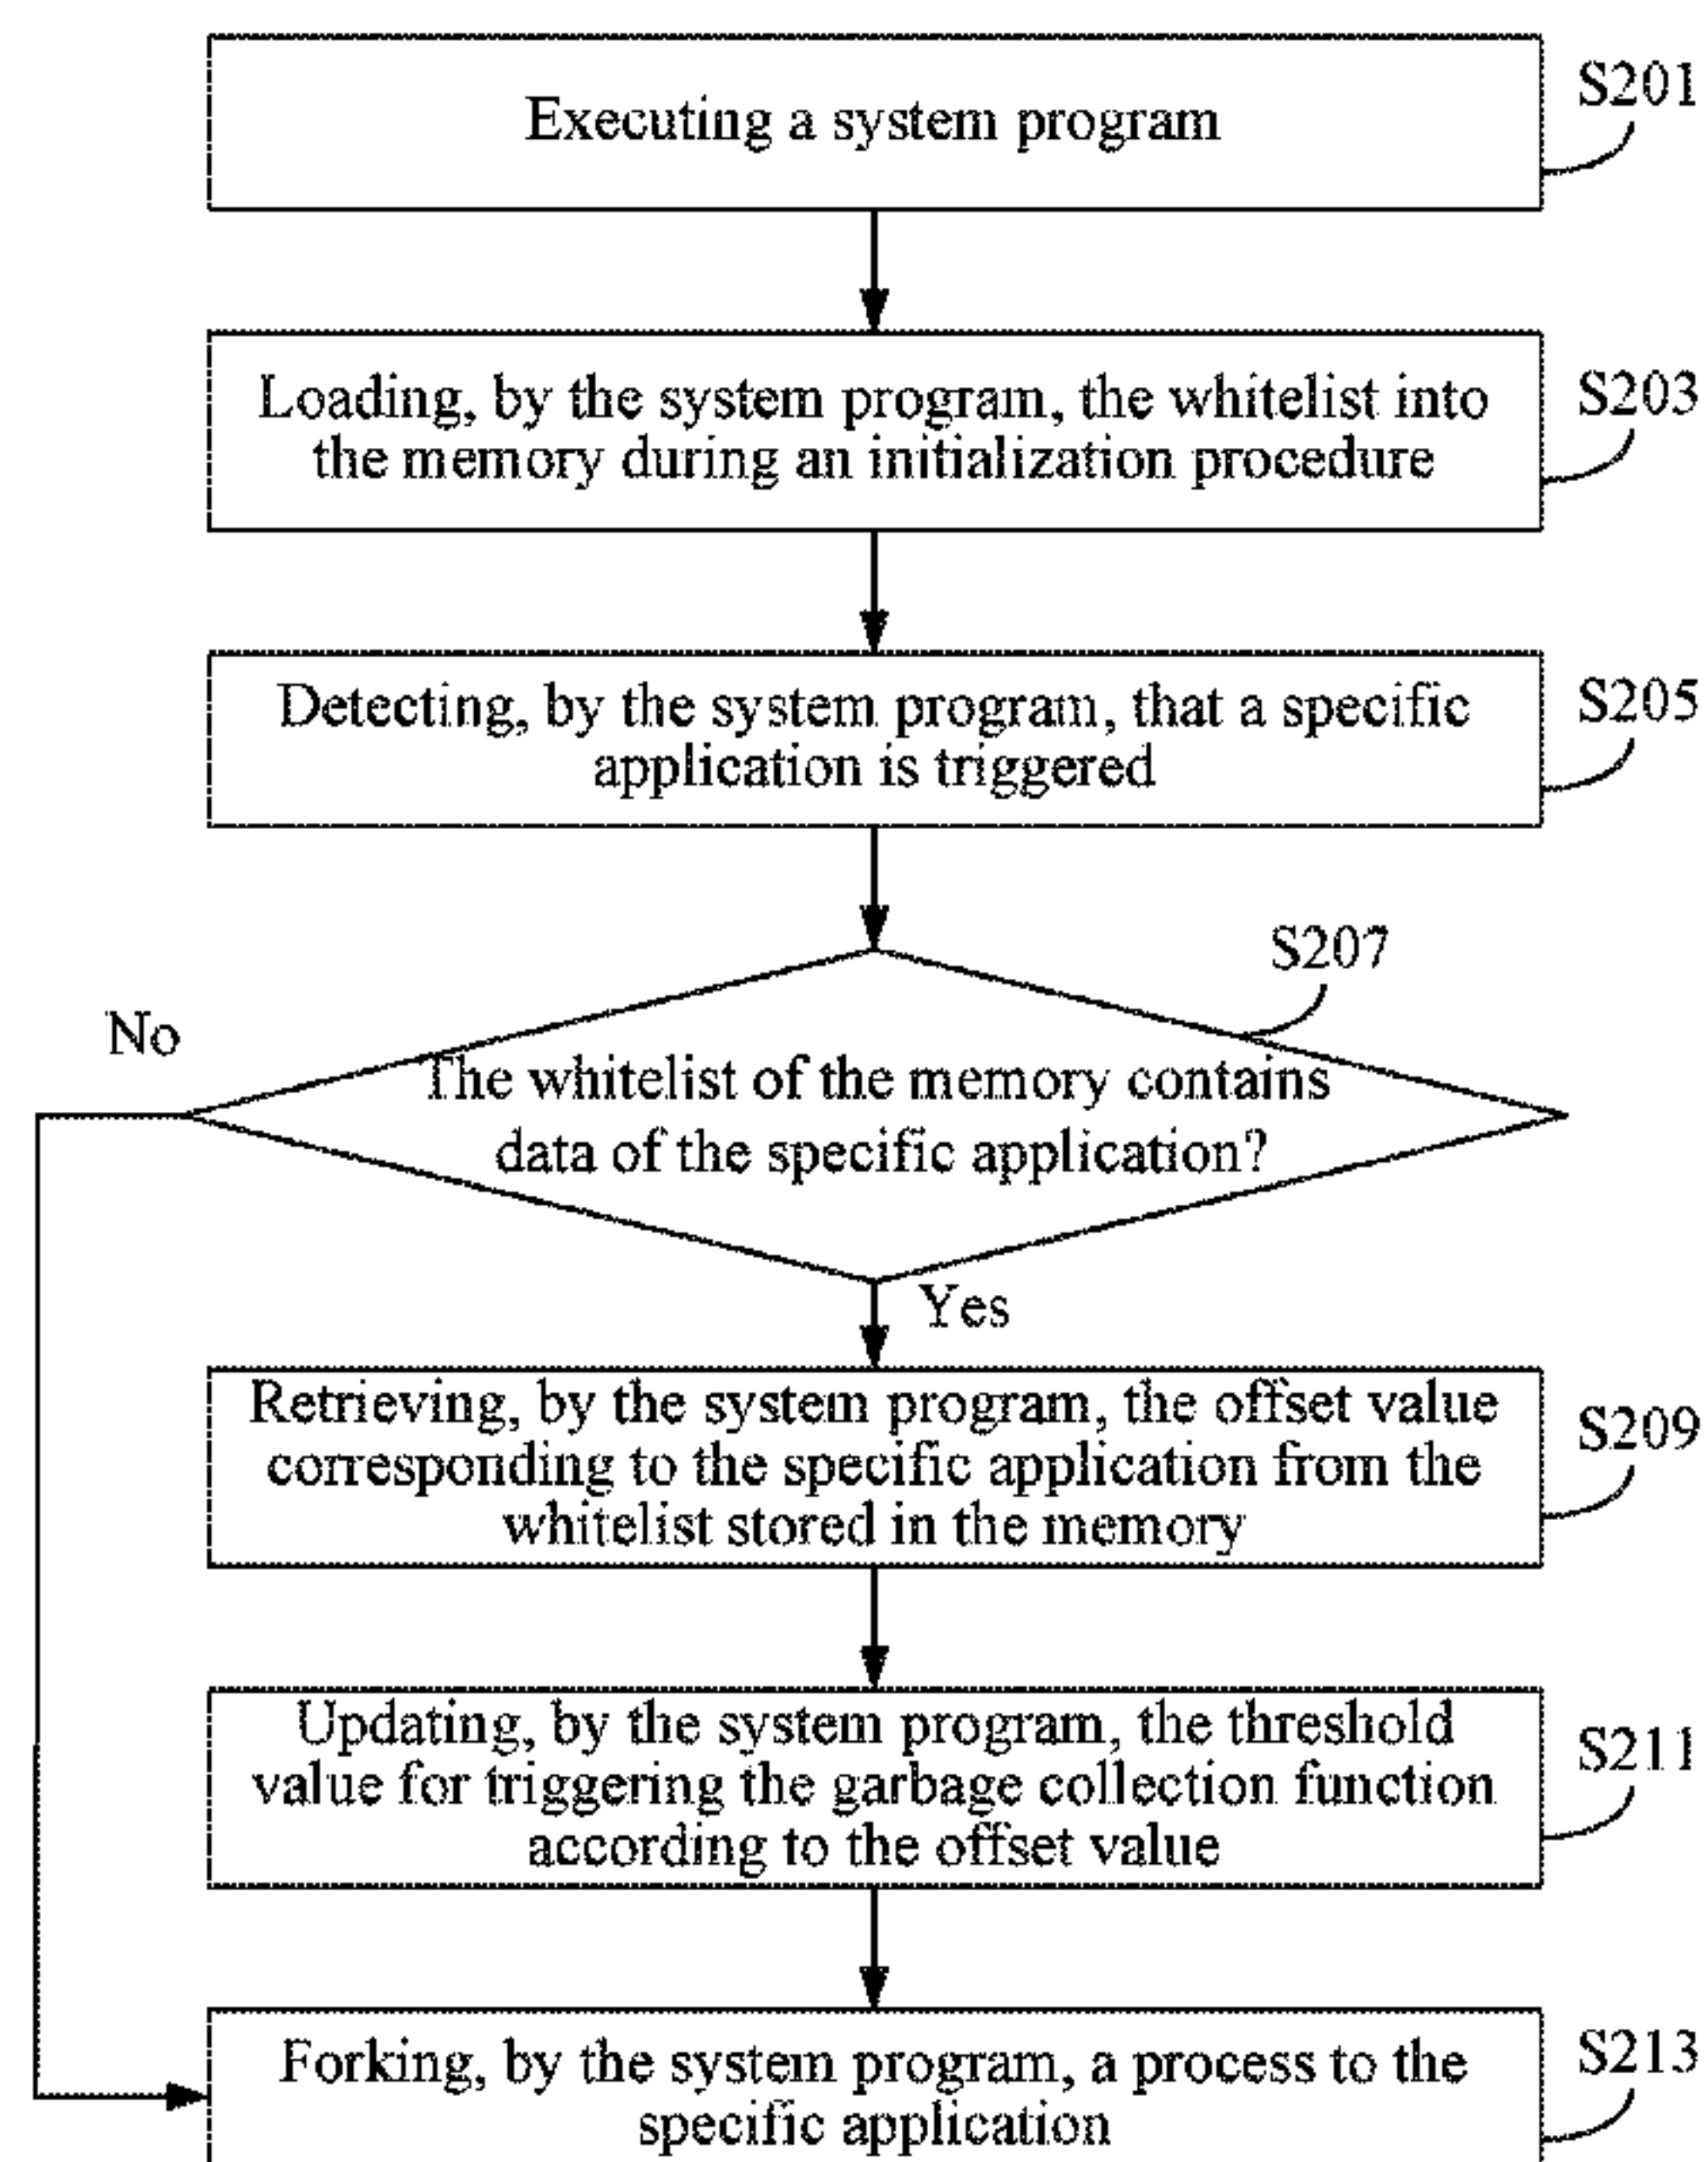 Executing a system program
S201
Loading, by the system program, the whitelist into
the memory during an initialization procedure
S203
Detecting, by the system program, that a specific
application is triggered
S205
S207
No
The whitelist of the memory contains
data of the specific application?
Yes
Retrieving, by the system program, the offset value
corresponding to the specific application from the
whitelist stored in the memory
S209
Updating, by the system program, the threshold
value for triggering the garbage collection function
according to the offset value
S211
Forking, by the system program, a process to the
specific application
S213